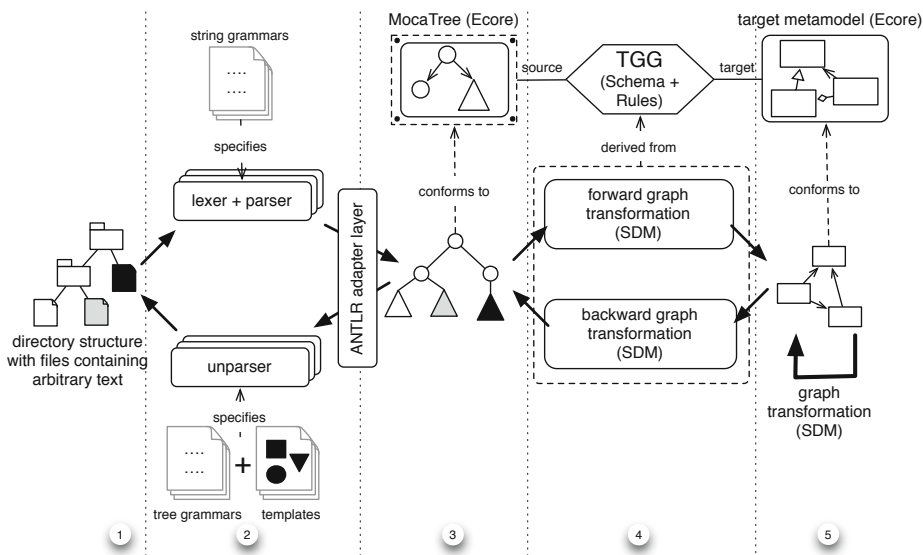 MocaTree (Ecore)
target metamodel (Ecore)
string grammars
....
....
source
TGG
(Schema +
Rules)
target
specifies
derived from
lexer + parser
conforms to
forward graph
transformation
(SDM)
conforms to
ANTLR adapter layer
directory structure
with files containing
arbitrary text
unparser
backward graph
transformation
(SDM)
specifies
graph
transformation
(SDM)
....
....
+
tree grammars
templates
1
2
3
4
5